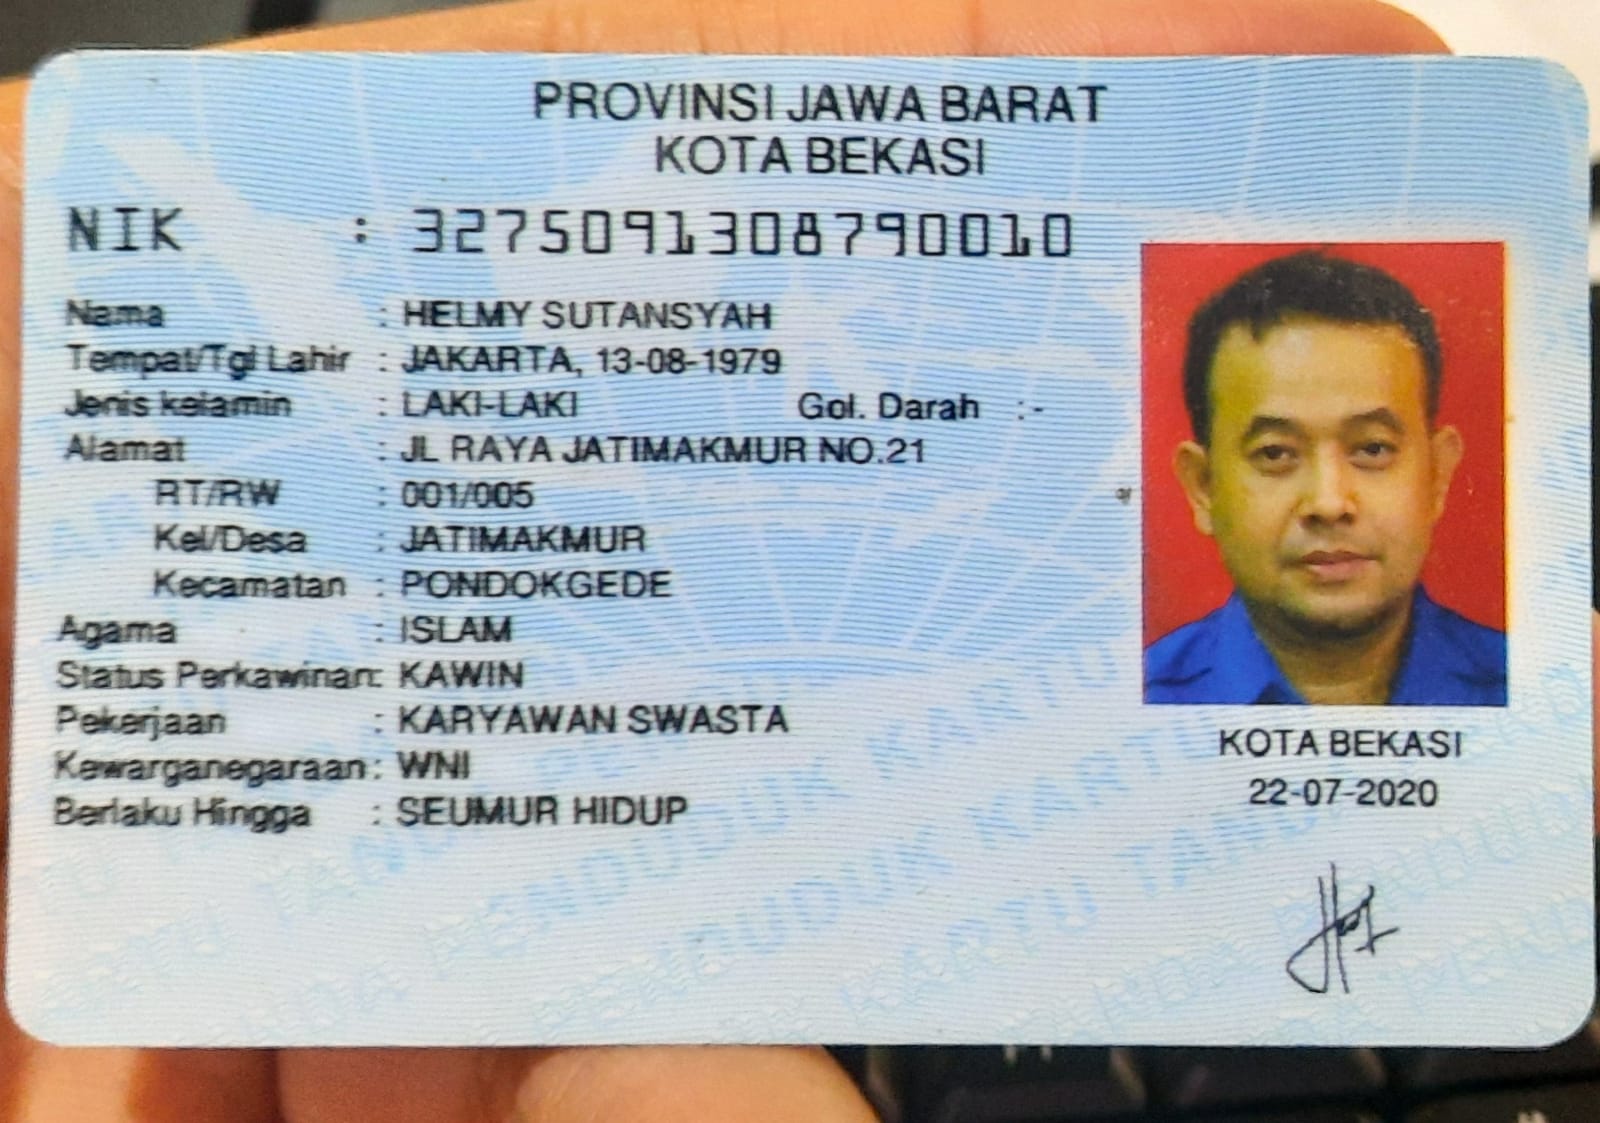 PROVINSI JAWA BARAT
KOTA BEKASI
NIK : 3275091308790010
Nama : HELMY SUTANSYAH
Tempat/Tgl Lahir : JAKARTA, 13-08-1979
Jenis kelamin : LAKI-LAKI Gol. Darah : -
Alamat : JL RAYA JATIMAKMUR NO.21
RT/RW : 001/005
Kel/Desa : JATIMAKMUR
Kecamatan : PONDOKGEDE
Agama : ISLAM
Status Perkawinan: KAWIN
Pekerjaan : KARYAWAN SWASTA
Kewarganegaraan: WNI
Berlaku Hingga : SEUMUR HIDUP
KOTA BEKASI
22-07-2020